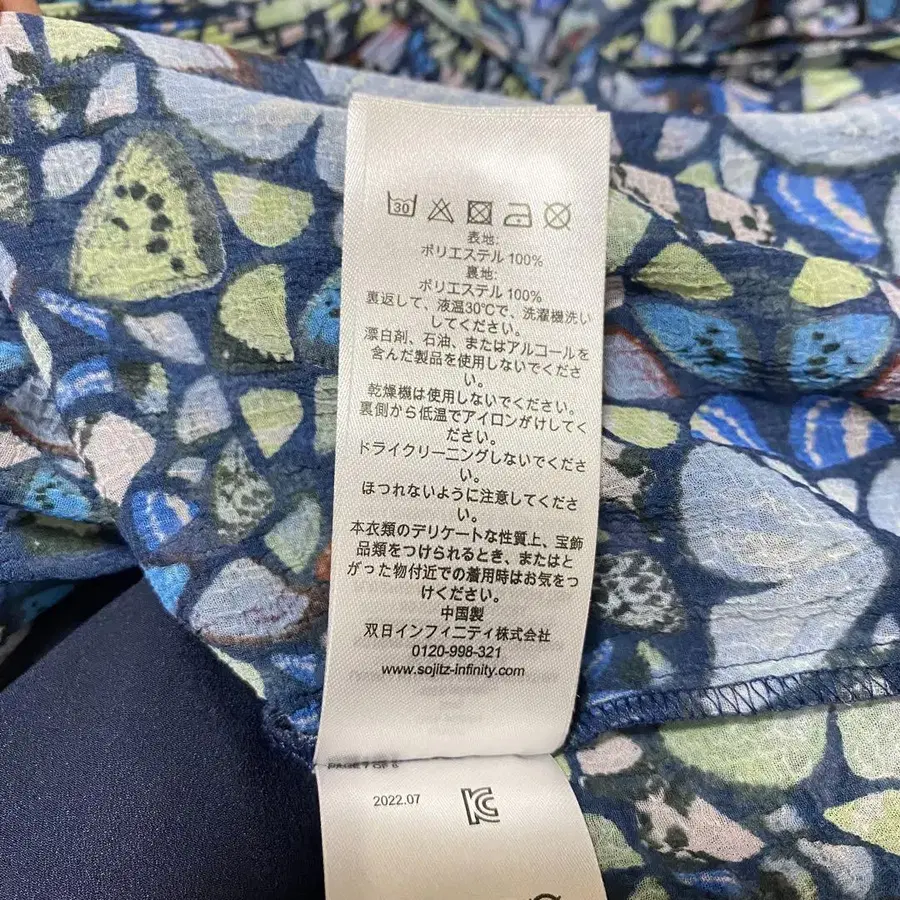 30
表地:
ポリエステル 100%
裏地:
ポリエステル 100%
裏返して、液温30℃で、洗濯機洗い
してください。
漂白剤、石油、またはアルコールを
含んだ製品を使用しないでくださ
い。
乾燥機は使用しないでください。
裏側から低温でアイロンがけしてく
ださい。
ドライクリーニングしないでくださ
い。
ほつれないように注意してくださ
い。
本衣類のデリケートな性質上、宝飾
品類をつけられるとき、またはと
がった物付近での着用時はお気をつ
けください。
中国製
双日インフィニティ株式会社
0120-998-321
www.sojitz-infinity.com
PAGE 7 OF 8
2022.07